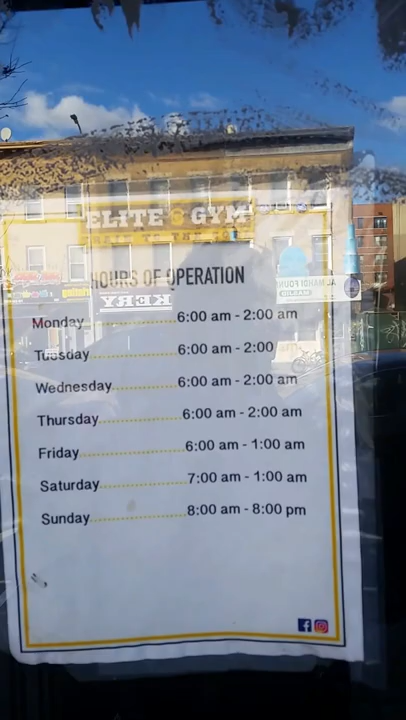 ELITE GYM
HOURS OF OPERATION
Monday 6:00 am - 2:00 am
Tuesday 6:00 am - 2:00 am
Wednesday 6:00 am - 2:00 am
Thursday 6:00 am - 2:00 am
Friday 6:00 am - 1:00 am
Saturday 7:00 am - 1:00 am
Sunday 8:00 am - 8:00 pm